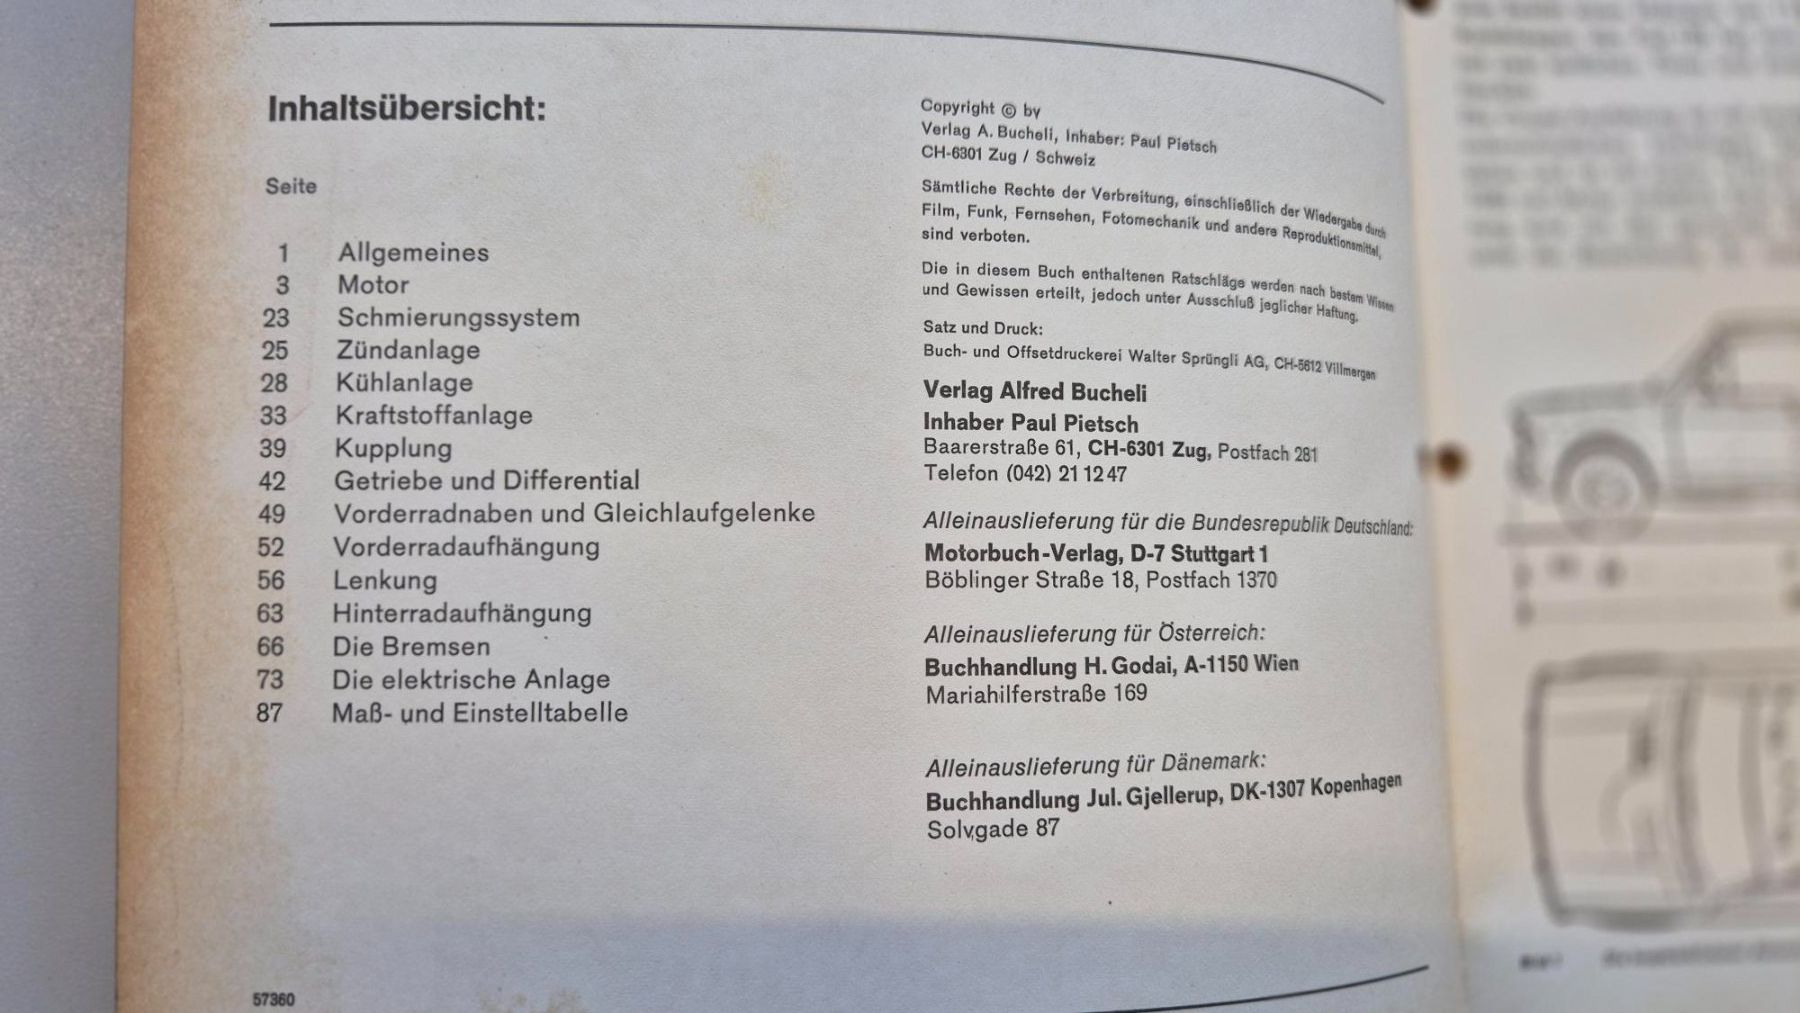 Inhaltsübersicht:
Seite
1 Allgemeines
3 Motor
23 Schmierungssystem
25 Zündanlage
28 Kühlanlage
33 Kraftstoffanlage
39 Kupplung
42 Getriebe und Differential
49 Vorderradnaben und Gleichlaufgelenke
52 Vorderradaufhängung
56 Lenkung
63 Hinterradaufhängung
66 Die Bremsen
73 Die elektrische Anlage
87 Maß- und Einstelltabelle
57360
Copyright © by
Verlag A. Bucheli, Inhaber: Paul Pietsch
CH-6301 Zug / Schweiz
Sämtliche Rechte der Verbreitung, einschließlich der Wiedergabe durch
Film, Funk, Fernsehen, Fotomechanik und andere Reproduktionsmittel,
sind verboten.
Die in diesem Buch enthaltenen Ratschläge werden nach bestem Wissen
und Gewissen erteilt, jedoch unter Ausschluß jeglicher Haftung.
Satz und Druck:
Buch- und Offsetdruckerei Walter Sprüngli AG, CH-5612 Villmergen
Verlag Alfred Bucheli
Inhaber Paul Pietsch
Baarerstraße 61, CH-6301 Zug, Postfach 281
Telefon (042) 21 12 47
Alleinauslieferung für die Bundesrepublik Deutschland:
Motorbuch-Verlag, D-7 Stuttgart 1
Böblinger Straße 18, Postfach 1370
Alleinauslieferung für Österreich:
Buchhandlung H. Godai, A-1150 Wien
Mariahilferstraße 169
Alleinauslieferung für Dänemark:
Buchhandlung Jul. Gjellerup, DK-1307 Kopenhagen
Solvgade 87